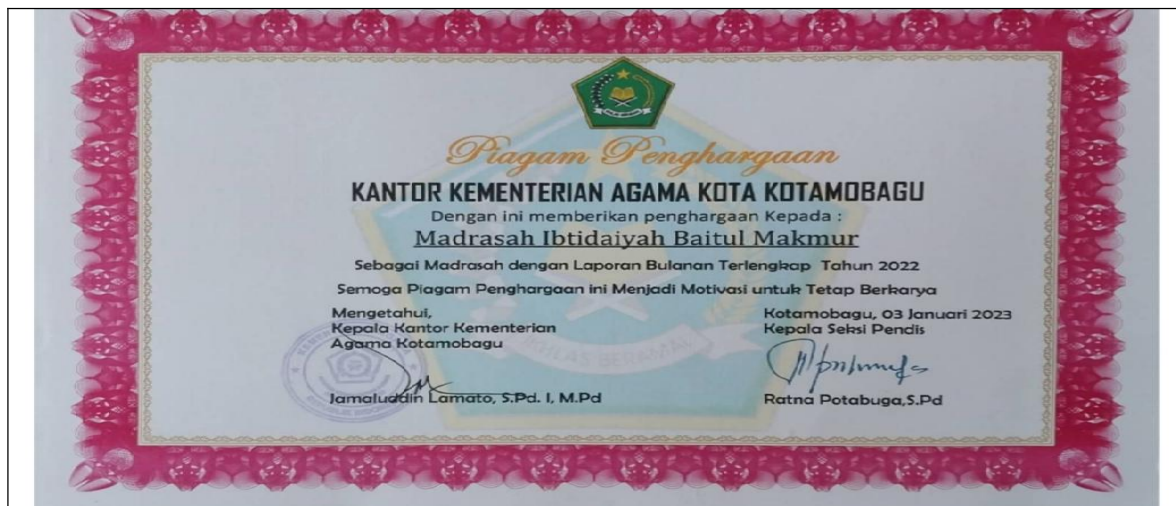 Piagam Penghargaan
KANTOR KEMENTERIAN AGAMA KOTA KOTAMOBAGU
Dengan ini memberikan penghargaan Kepada :
Madrasah Ibtidaiyah Baitul Makmur
Sebagai Madrasah dengan Laporan Bulanan Terlengkap Tahun 2022
Semoga Piagam Penghargaan ini Menjadi Motivasi untuk Tetap Berkarya
Mengetahui,
Kepala Kantor Kementerian
Agama Kotamobagu
Jamaluddin Lamato, S.Pd. I, M.Pd
Kotamobagu, 03 Januari 2023
Kepala Seksi Pendis
Ratna Potabuga,S.Pd
IKHLAS BERAMAL